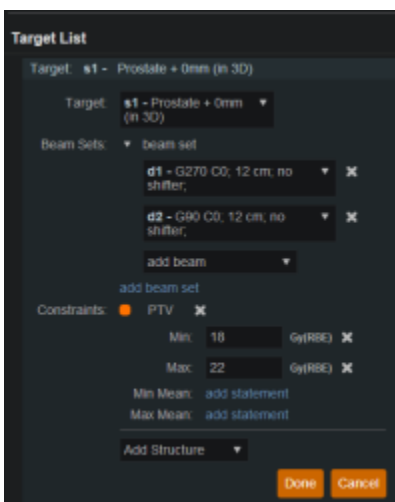 Target List
Target: s1 - Prostate + 0mm (in 3D)
Target: s1 - Prostate + 0mm
(in 3D)
Beam Sets: beam set
d1 - G270 C0; 12 cm; no
shifter;
d2 - G90 C0; 12 cm; no
shifter;
add beam
add beam set
Constraints: PTV
Min: 18 Gy(RBE)
Max: 22 Gy(RBE)
Min Mean: add statement
Max Mean: add statement
Add Structure
Done Cancel